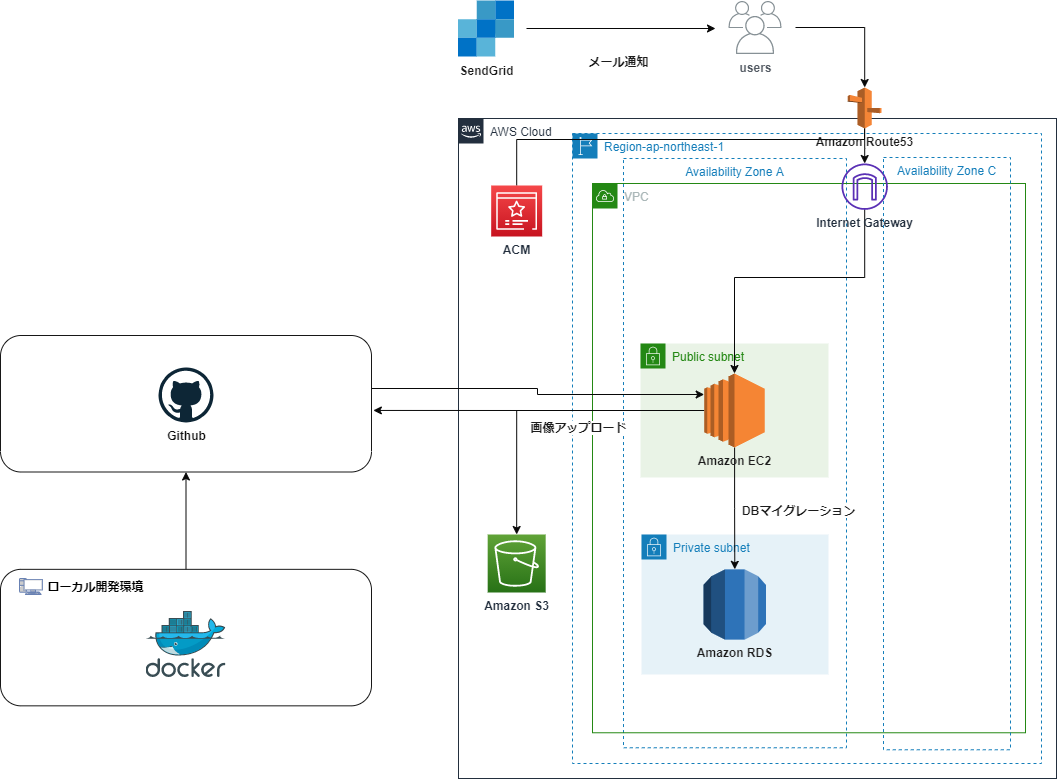 SendGrid
メール通知
users
Amazon Route53
aws
AWS Cloud
Region-ap-northeast-1
Availability Zone A
Availability Zone C
VPC
Internet Gateway
ACM
Public subnet
Github
画像アップロード
Amazon EC2
DBマイグレーション
Private subnet
Amazon S3
ローカル開発環境
docker
Amazon RDS